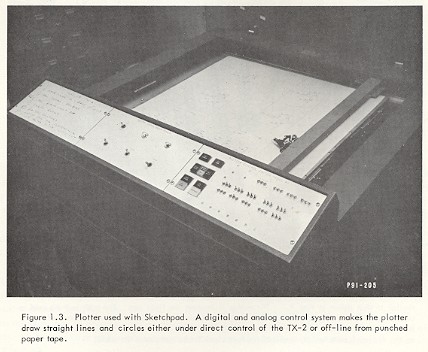 P91-205
Figure 1.3. Plotter used with Sketchpad. A digital and analog control system makes the plotter
draw straight lines and circles either under direct control of the TX-2 or off-line from punched
paper tape.